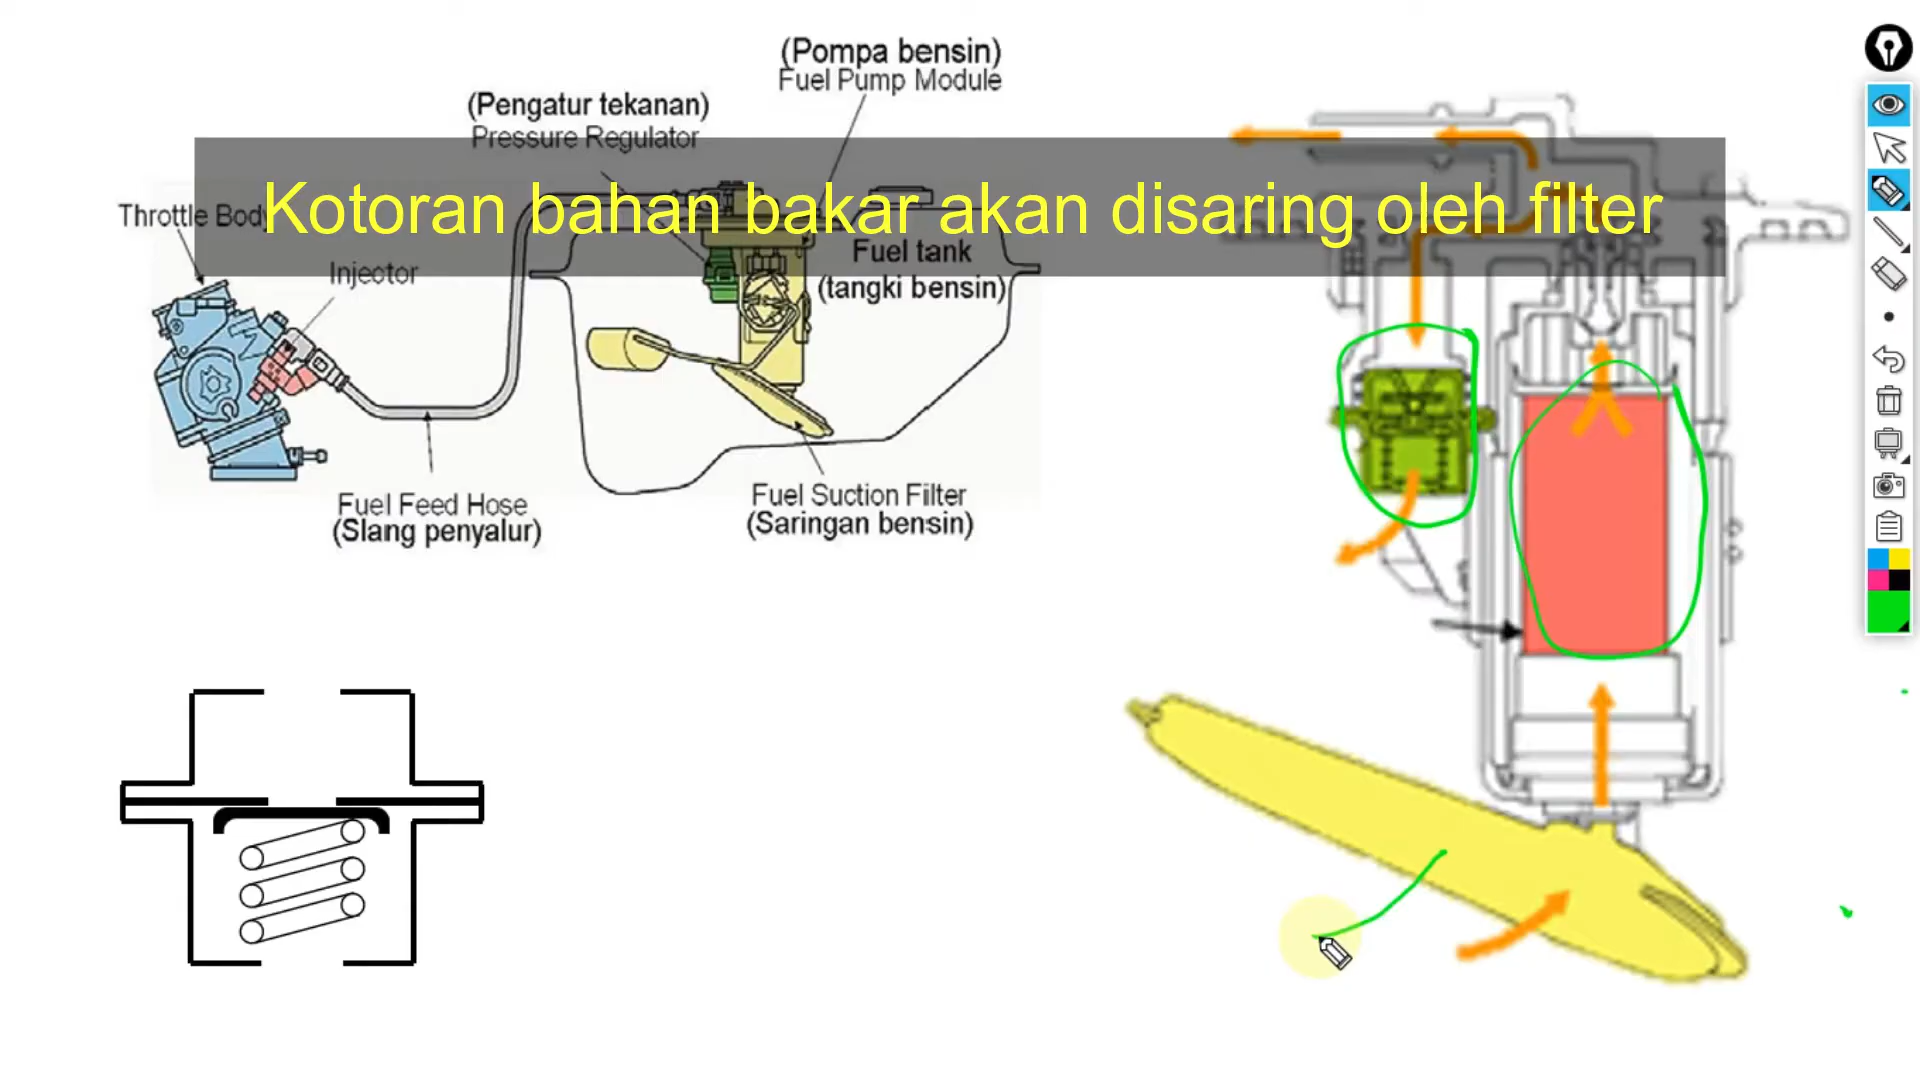 (Pompa bensin)
Fuel Pump Module
(Pengatur tekanan)
Pressure Regulator
Kotoran bahan bakar akan disaring oleh filter
Throttle Body
Fuel tank
Injector
(tangki bensin)
Fuel Feed Hose
(Slang penyalur)
Fuel Suction Filter
(Saringan bensin)